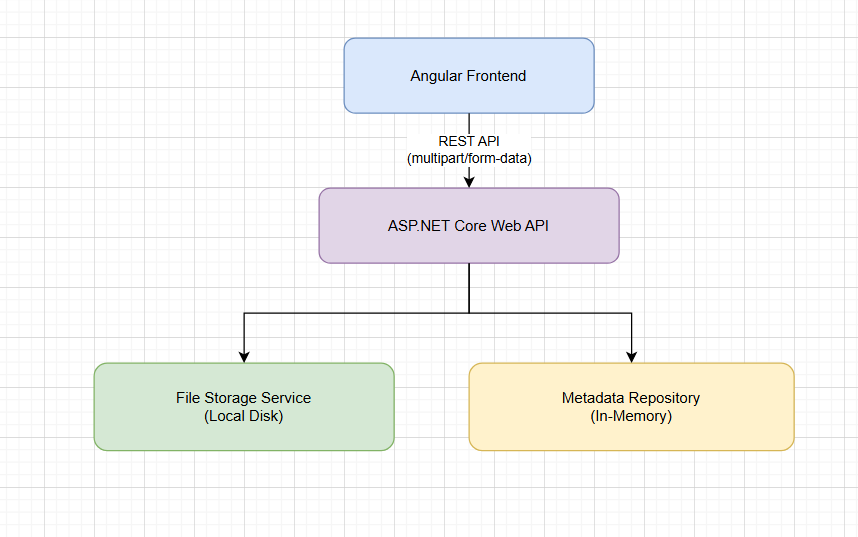 Angular Frontend
REST API
(multipart/form-data)
ASP.NET Core Web API
File Storage Service
(Local Disk)
Metadata Repository
(In-Memory)